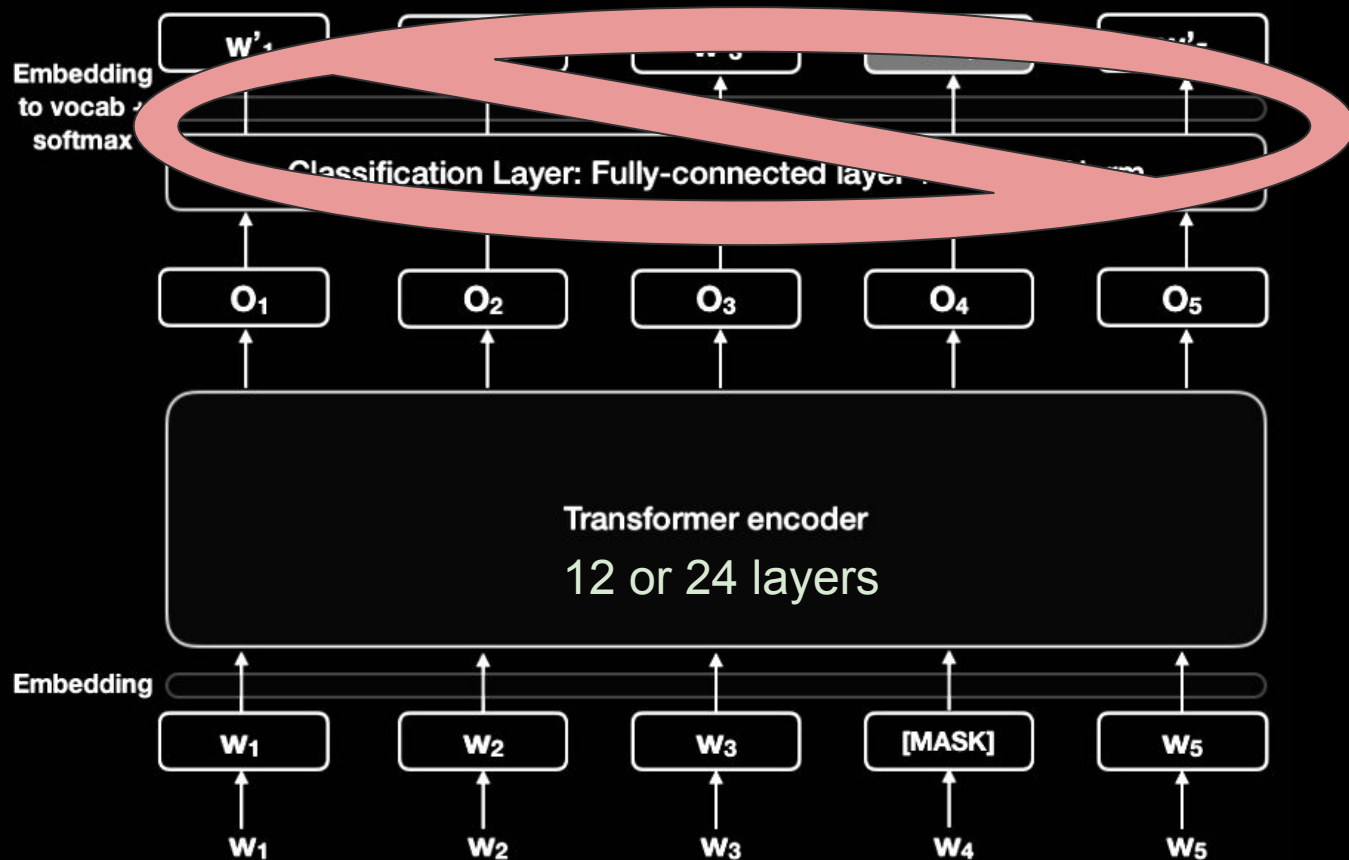 w'₁
Embedding
to vocab +
softmax
Classification Layer: Fully-connected layer
O₁ O₂ O₃ O₄ O₅
Transformer encoder
12 or 24 layers
Embedding
W₁ W₂ W₃ [MASK] W₅
W₁ W₂ W₃ W₄ W₅